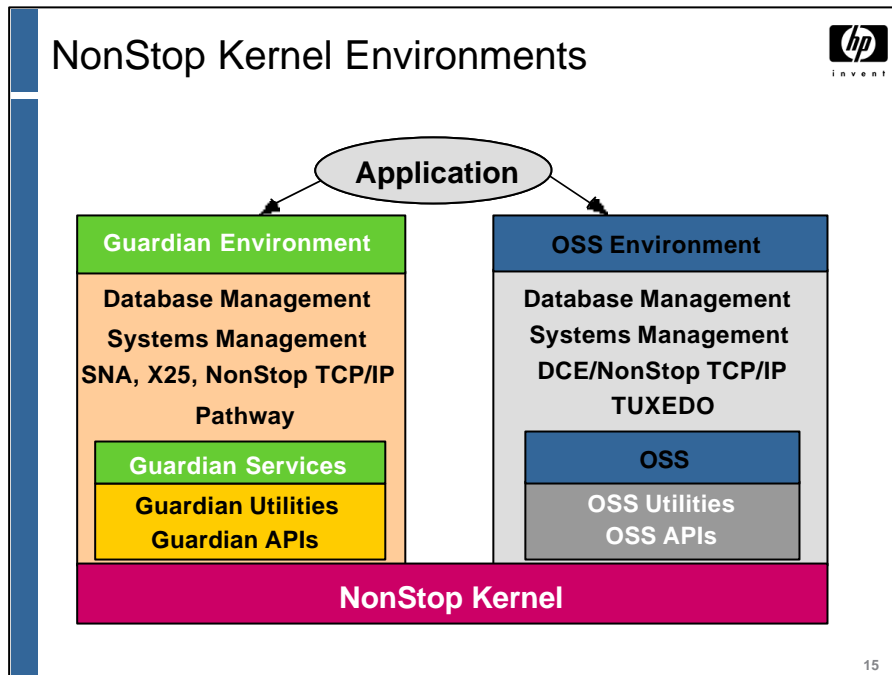 NonStop Kernel Environments
hp
invent
Application
Guardian Environment
Database Management
Systems Management
SNA, X25, NonStop TCP/IP
Pathway
Guardian Services
Guardian Utilities
Guardian APIs
OSS Environment
Database Management
Systems Management
DCE/NonStop TCP/IP
TUXEDO
OSS
OSS Utilities
OSS APIs
NonStop Kernel
15